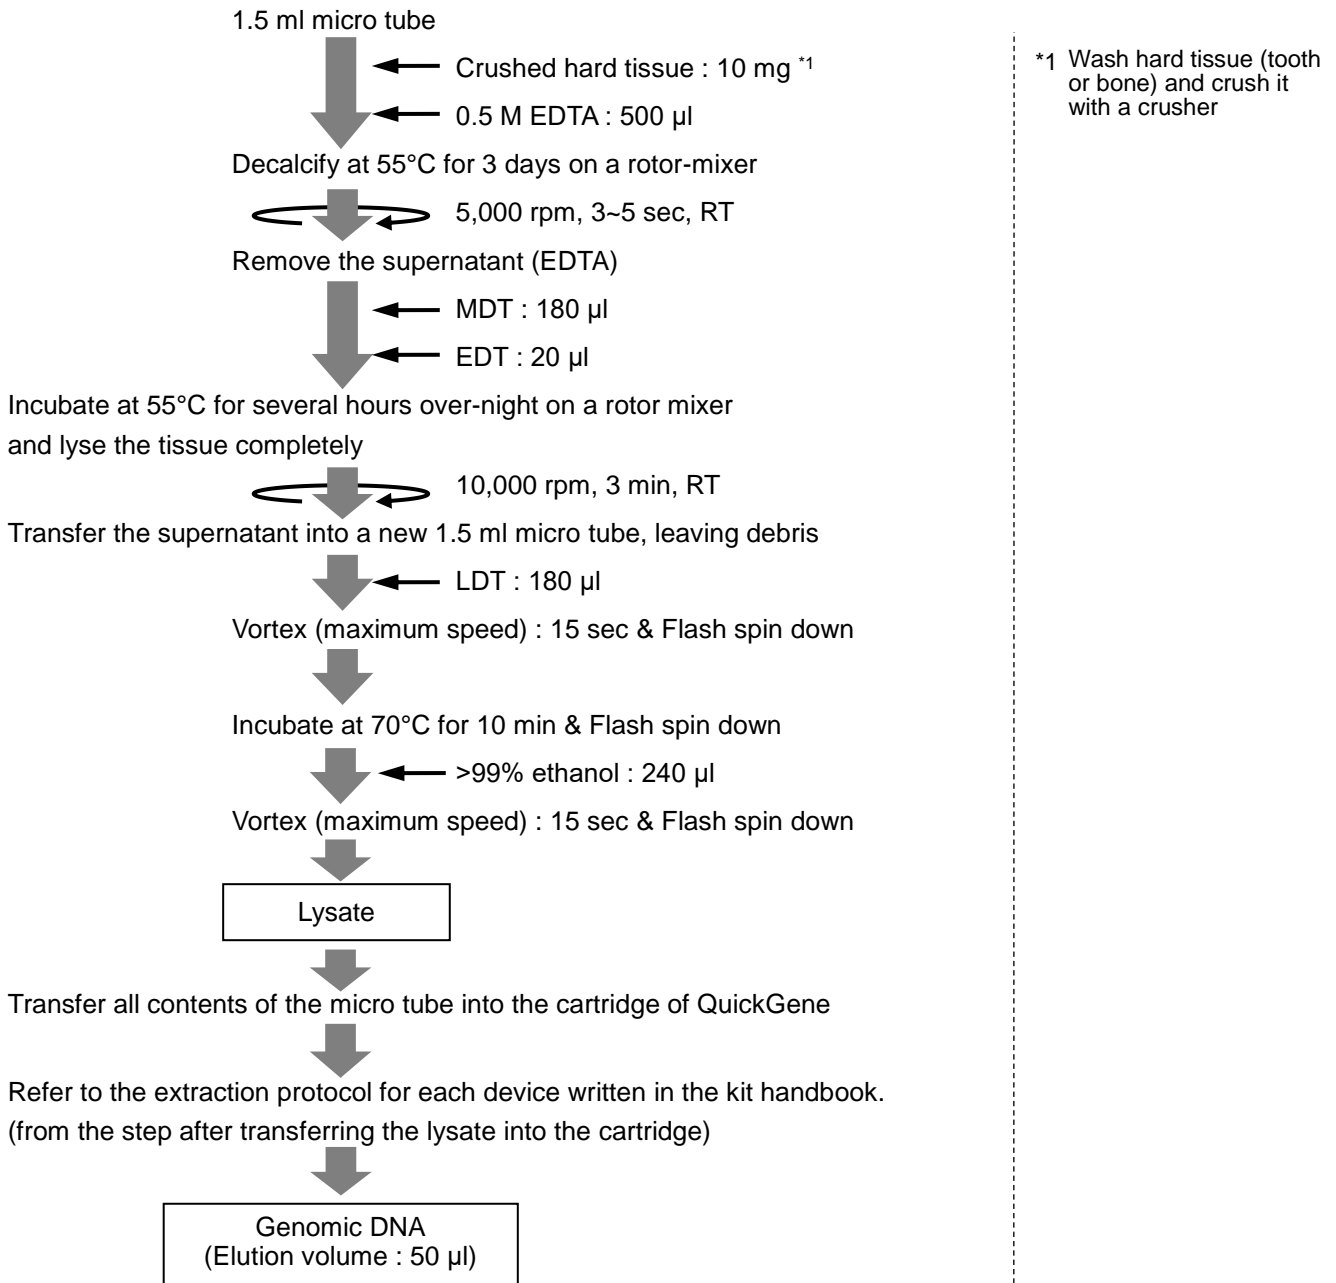 1.5 ml micro tube
Crushed hard tissue : 10 mg *1
0.5 M EDTA : 500 µl
Decalcify at 55°C for 3 days on a rotor-mixer
5,000 rpm, 3~5 sec, RT
Remove the supernatant (EDTA)
MDT : 180 µl
EDT : 20 µl
Incubate at 55°C for several hours over-night on a rotor mixer
and lyse the tissue completely
10,000 rpm, 3 min, RT
Transfer the supernatant into a new 1.5 ml micro tube, leaving debris
LDT : 180 µl
Vortex (maximum speed) : 15 sec & Flash spin down
Incubate at 70°C for 10 min & Flash spin down
>99% ethanol : 240 µl
Vortex (maximum speed) : 15 sec & Flash spin down
Lysate
Transfer all contents of the micro tube into the cartridge of QuickGene
Refer to the extraction protocol for each device written in the kit handbook.
(from the step after transferring the lysate into the cartridge)
Genomic DNA
(Elution volume : 50 µl)
*1 Wash hard tissue (tooth
or bone) and crush it
with a crusher